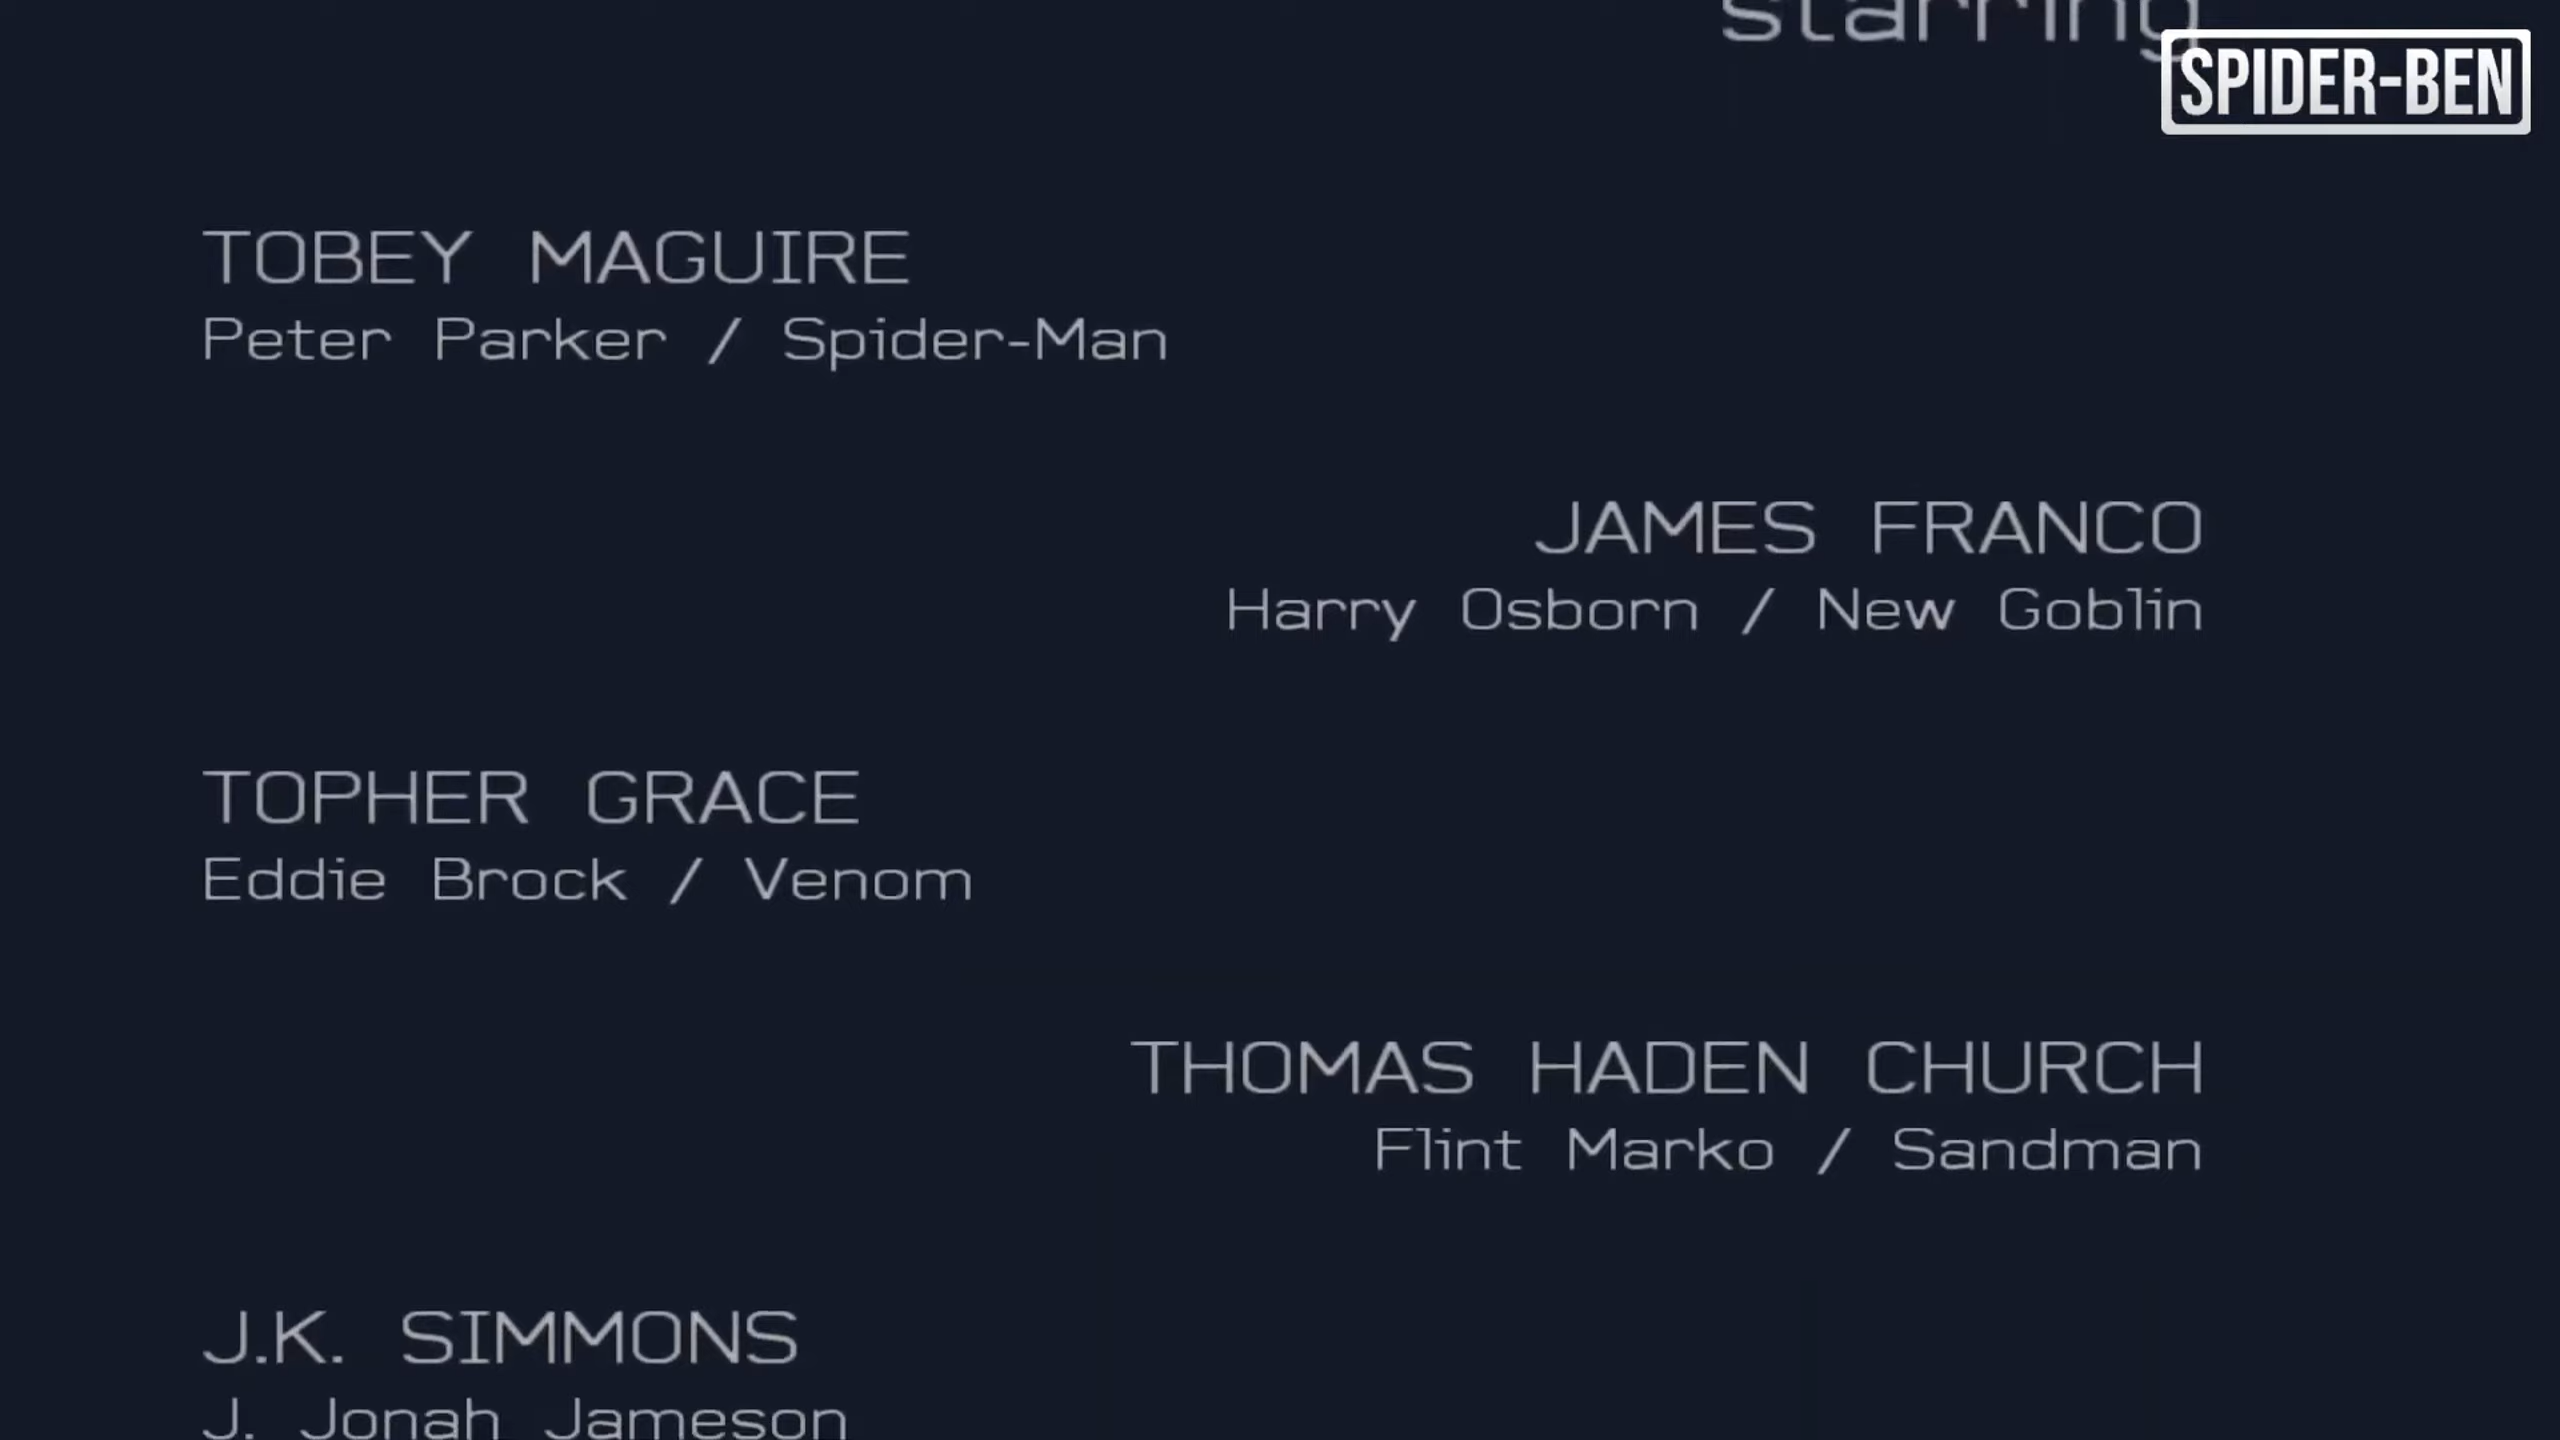 starring
SPIDER-BEN
TOBEY MAGUIRE
Peter Parker / Spider-Man
JAMES FRANCO
Harry Osborn / New Goblin
TOPHER GRACE
Eddie Brock / Venom
THOMAS HADEN CHURCH
Flint Marko / Sandman
J.K. SIMMONS
J. Jonah Jameson